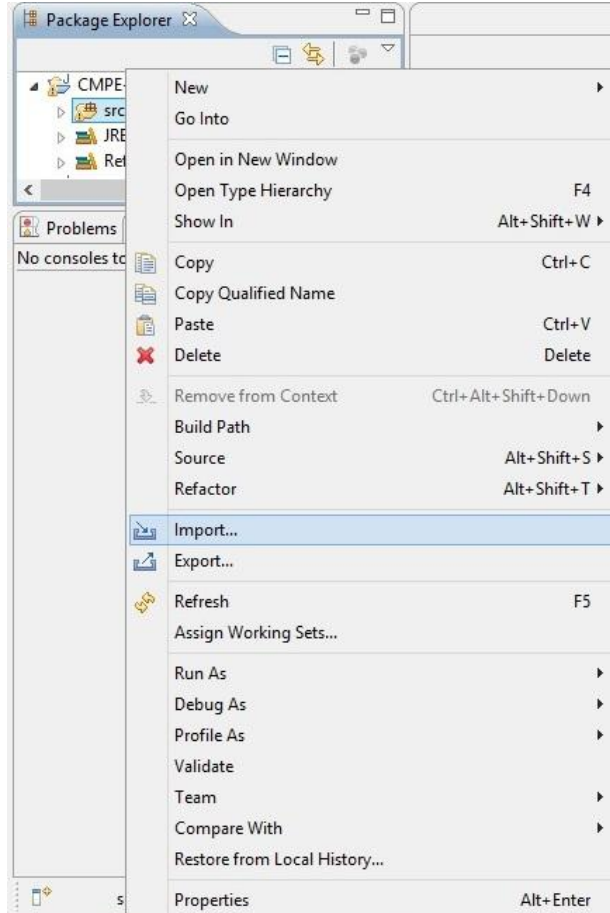 Package Explorer
CMPE-
src
JRE
Ref
Problems
No consoles to
New
Go Into
Open in New Window
Open Type Hierarchy F4
Show In Alt+Shift+W
Copy Ctrl+C
Copy Qualified Name
Paste Ctrl+V
Delete Delete
Remove from Context Ctrl+Alt+Shift+Down
Build Path
Source Alt+Shift+S
Refactor Alt+Shift+T
Import...
Export...
Refresh F5
Assign Working Sets...
Run As
Debug As
Profile As
Validate
Team
Compare With
Restore from Local History...
s
Properties Alt+Enter